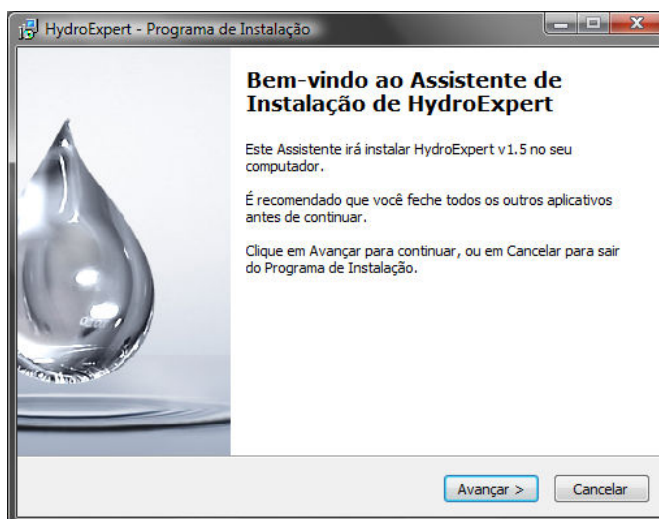 HydroExpert - Programa de Instalação
Bem-vindo ao Assistente de
Instalação de HydroExpert
Este Assistente irá instalar HydroExpert v1.5 no seu
computador.
É recomendado que você feche todos os outros aplicativos
antes de continuar.
Clique em Avançar para continuar, ou em Cancelar para sair
do Programa de Instalação.
Avançar >
Cancelar